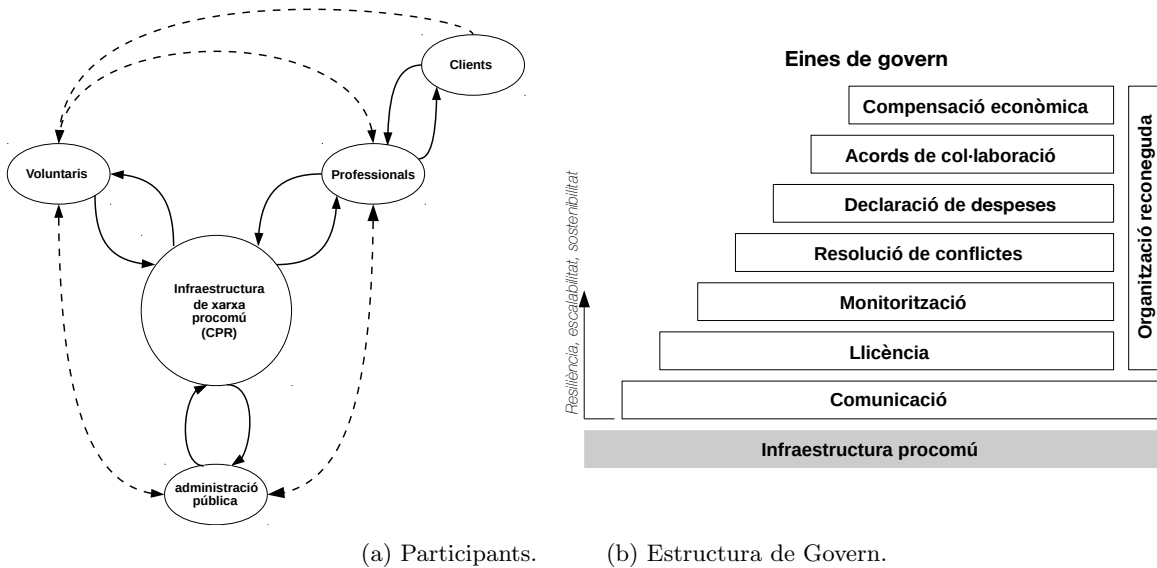 Clients
Voluntaris
Professionals
Infraestructura
de xarxa
procomú
(CPR)
administració
pública
(a) Participants.
Eines de govern
Compensació econòmica
Acords de col·laboració
Declaració de despeses
Resolució de conflictes
Monitorització
Llicència
Comunicació
Infraestructura procomú
Organització reconeguda
Resiliència, escalabilitat, sostenibilitat
(b) Estructura de Govern.